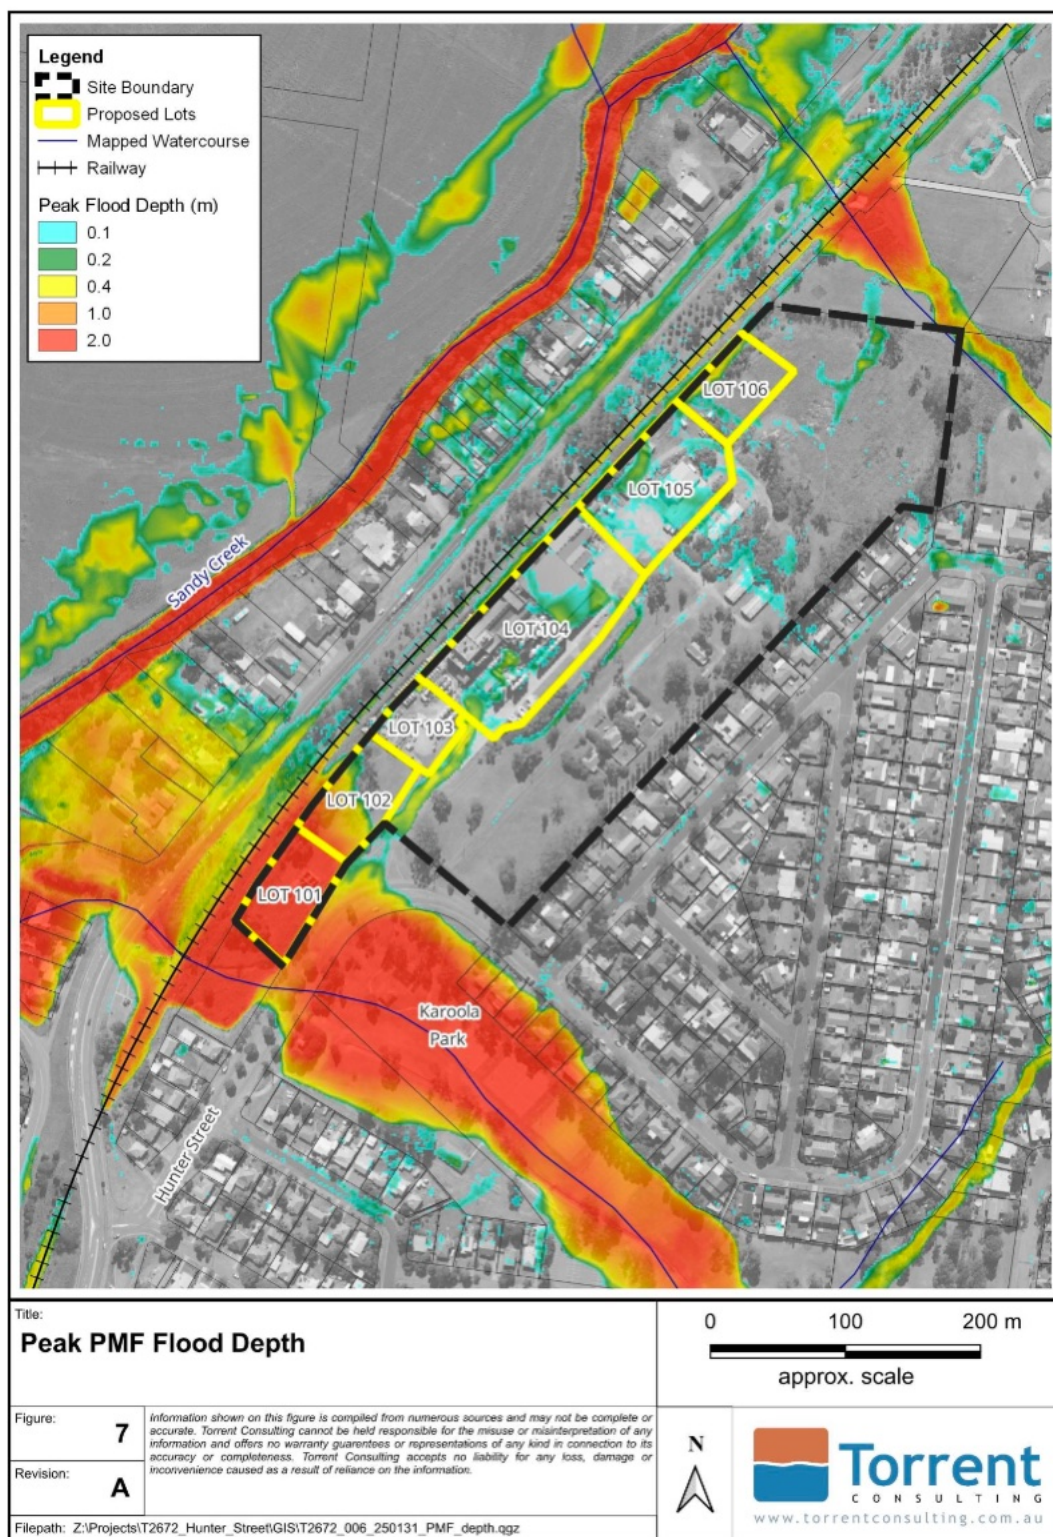 Legend
Site Boundary
Proposed Lots
Mapped Watercourse
Railway
Peak Flood Depth (m)
0.1
0.2
0.4
1.0
2.0
Sandy Creek
LOT 106
LOT 105
LOT 104
LOT 103
LOT 102
LOT 101
Karoola
Park
Hunter Street
Title:
Peak PMF Flood Depth
0 100 200 m
approx. scale
Figure:
7
Revision:
A
Information shown on this figure is compiled from numerous sources and may not be complete or
accurate. Torrent Consulting cannot be held responsible for the misuse or misinterpretation of any
information and offers no warranty guarentees or representations of any kind in connection to its
accuracy or completeness. Torrent Consulting accepts no liability for any loss, damage or
inconvenience caused as a result of reliance on the information.
N
Torrent
CONSULTING
www.torrentconsulting.com.au
Filepath: Z:\Projects\T2672_Hunter_Street\GIS\T2672_006_250131_PMF_depth.qgz